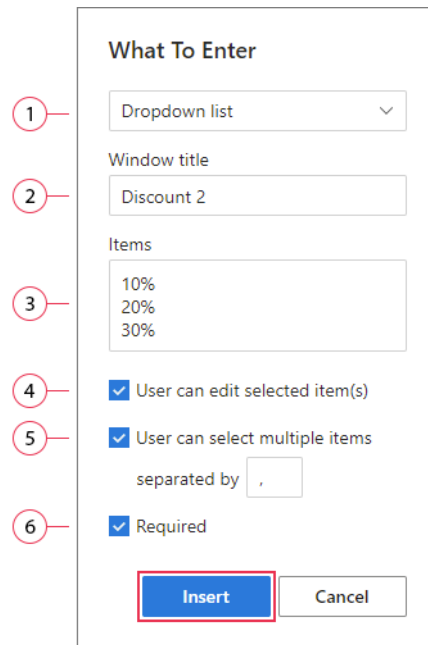 What To Enter
1
Dropdown list
Window title
2
Discount 2
Items
10%
20%
3
30%
4
User can edit selected item(s)
5
User can select multiple items
separated by ,
6
Required
Insert Cancel